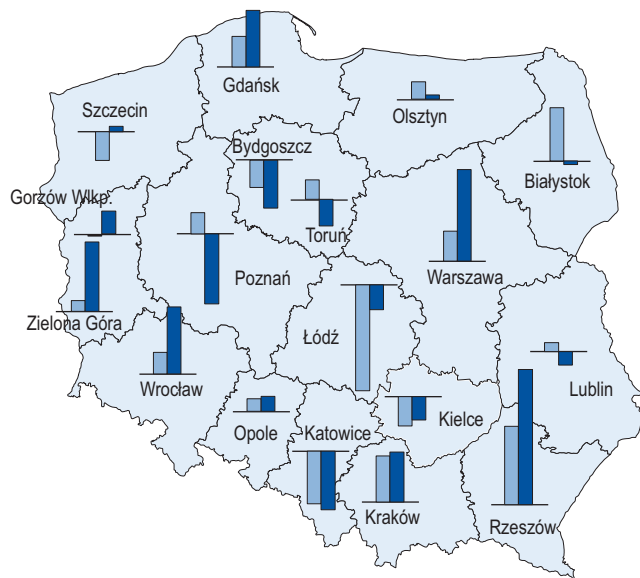 Gdańsk
Olsztyn
Szczecin
Bydgoszcz
Białystok
Gorzów Wlkp.
Toruń
Poznań
Warszawa
Zielona Góra
Łódź
Wrocław
Lublin
Opole
Katowice
Kielce
Kraków
Rzeszów